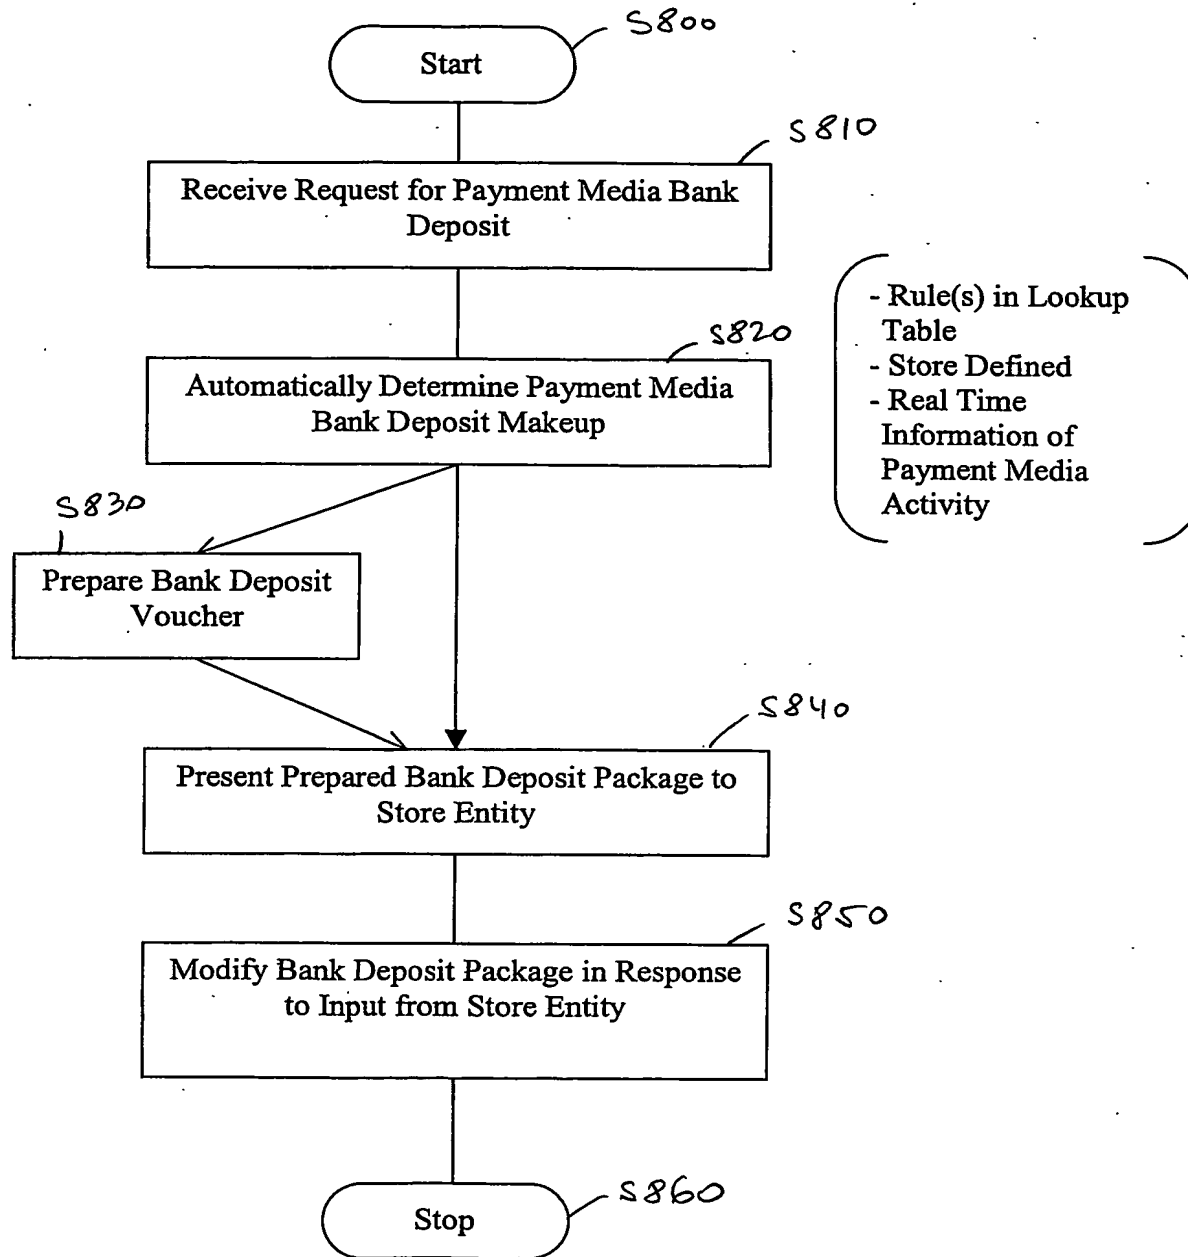 S800
Start
S810
Receive Request for Payment Media Bank
Deposit
S820
Automatically Determine Payment Media
Bank Deposit Makeup
- Rule(s) in Lookup
Table
- Store Defined
- Real Time
Information of
Payment Media
Activity
S830
Prepare Bank Deposit
Voucher
S840
Present Prepared Bank Deposit Package to
Store Entity
S850
Modify Bank Deposit Package in Response
to Input from Store Entity
S860
Stop